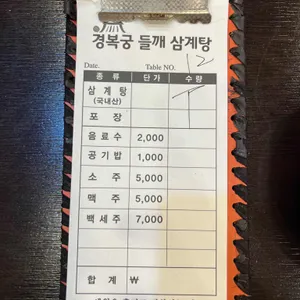 경복궁 들깨 삼계탕
Date. Table NO. 12
종 류 단가 수량
삼 계 탕
(국내산)
포 장
음료수 2,000
공기밥 1,000
소 주 5,000
맥 주 5,000
백세주 7,000
합 계 ₩